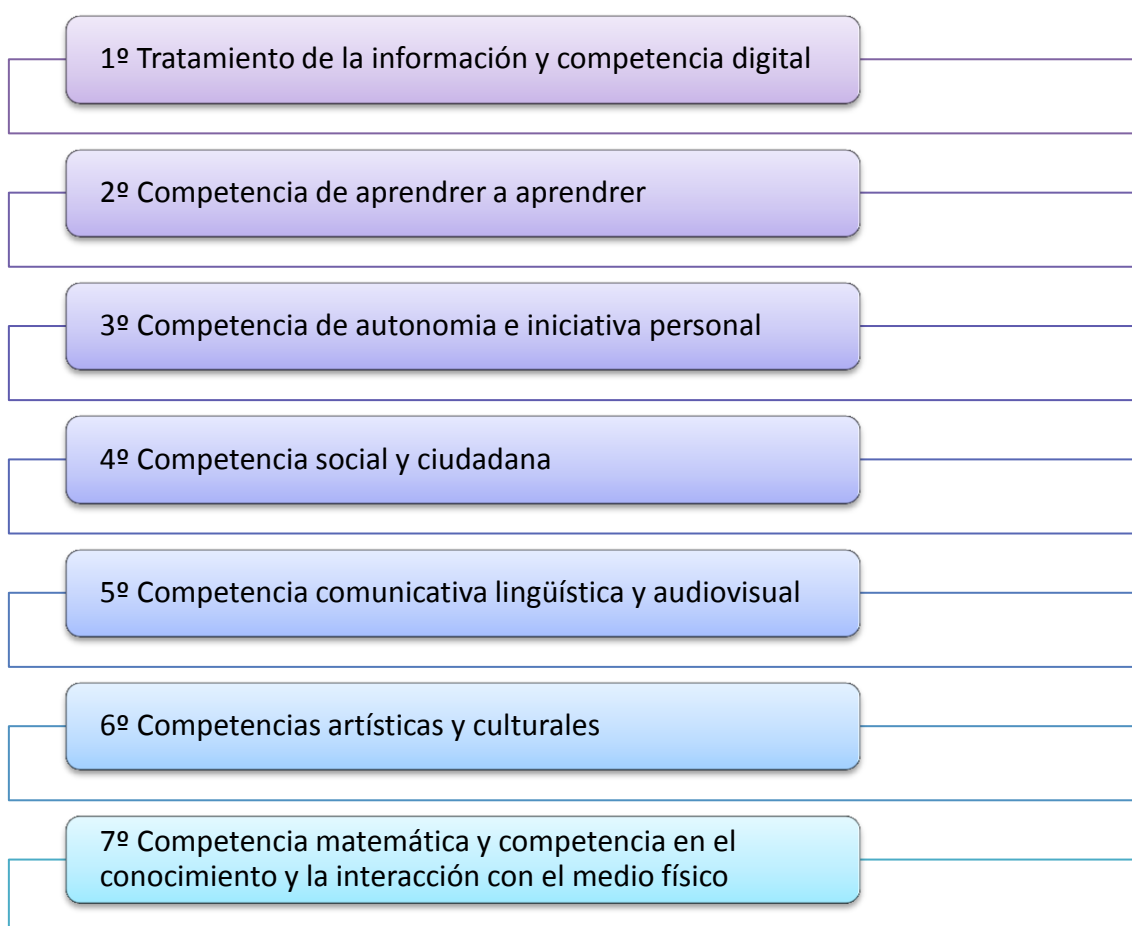 1º Tratamiento de la información y competencia digital
2º Competencia de aprendrer a aprendrer
3º Competencia de autonomia e iniciativa personal
4º Competencia social y ciudadana
5º Competencia comunicativa lingüística y audiovisual
6º Competencias artísticas y culturales
7º Competencia matemática y competencia en el
conocimiento y la interacción con el medio físico